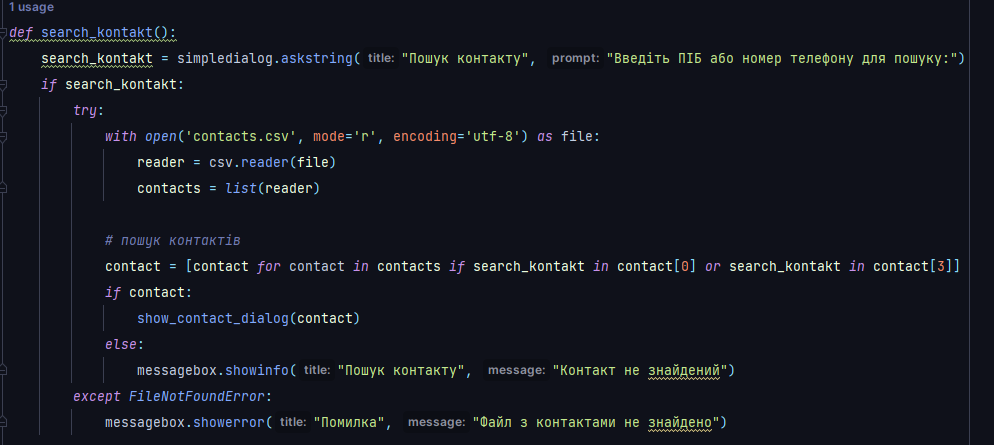 1 usage
def search_kontakt():
    search_kontakt = simpledialog.askstring( title: "Пошук контакту", prompt: "Введіть ПІБ або номер телефону для пошуку:")
    if search_kontakt:
        try:
            with open('contacts.csv', mode='r', encoding='utf-8') as file:
                reader = csv.reader(file)
                contacts = list(reader)
            # пошук контактів
            contact = [contact for contact in contacts if search_kontakt in contact[0] or search_kontakt in contact[3]]
            if contact:
                show_contact_dialog(contact)
            else:
                messagebox.showinfo( title: "Пошук контакту", message: "Контакт не знайдений")
        except FileNotFoundError:
            messagebox.showerror( title: "Помилка", message: "Файл з контактами не знайдено")